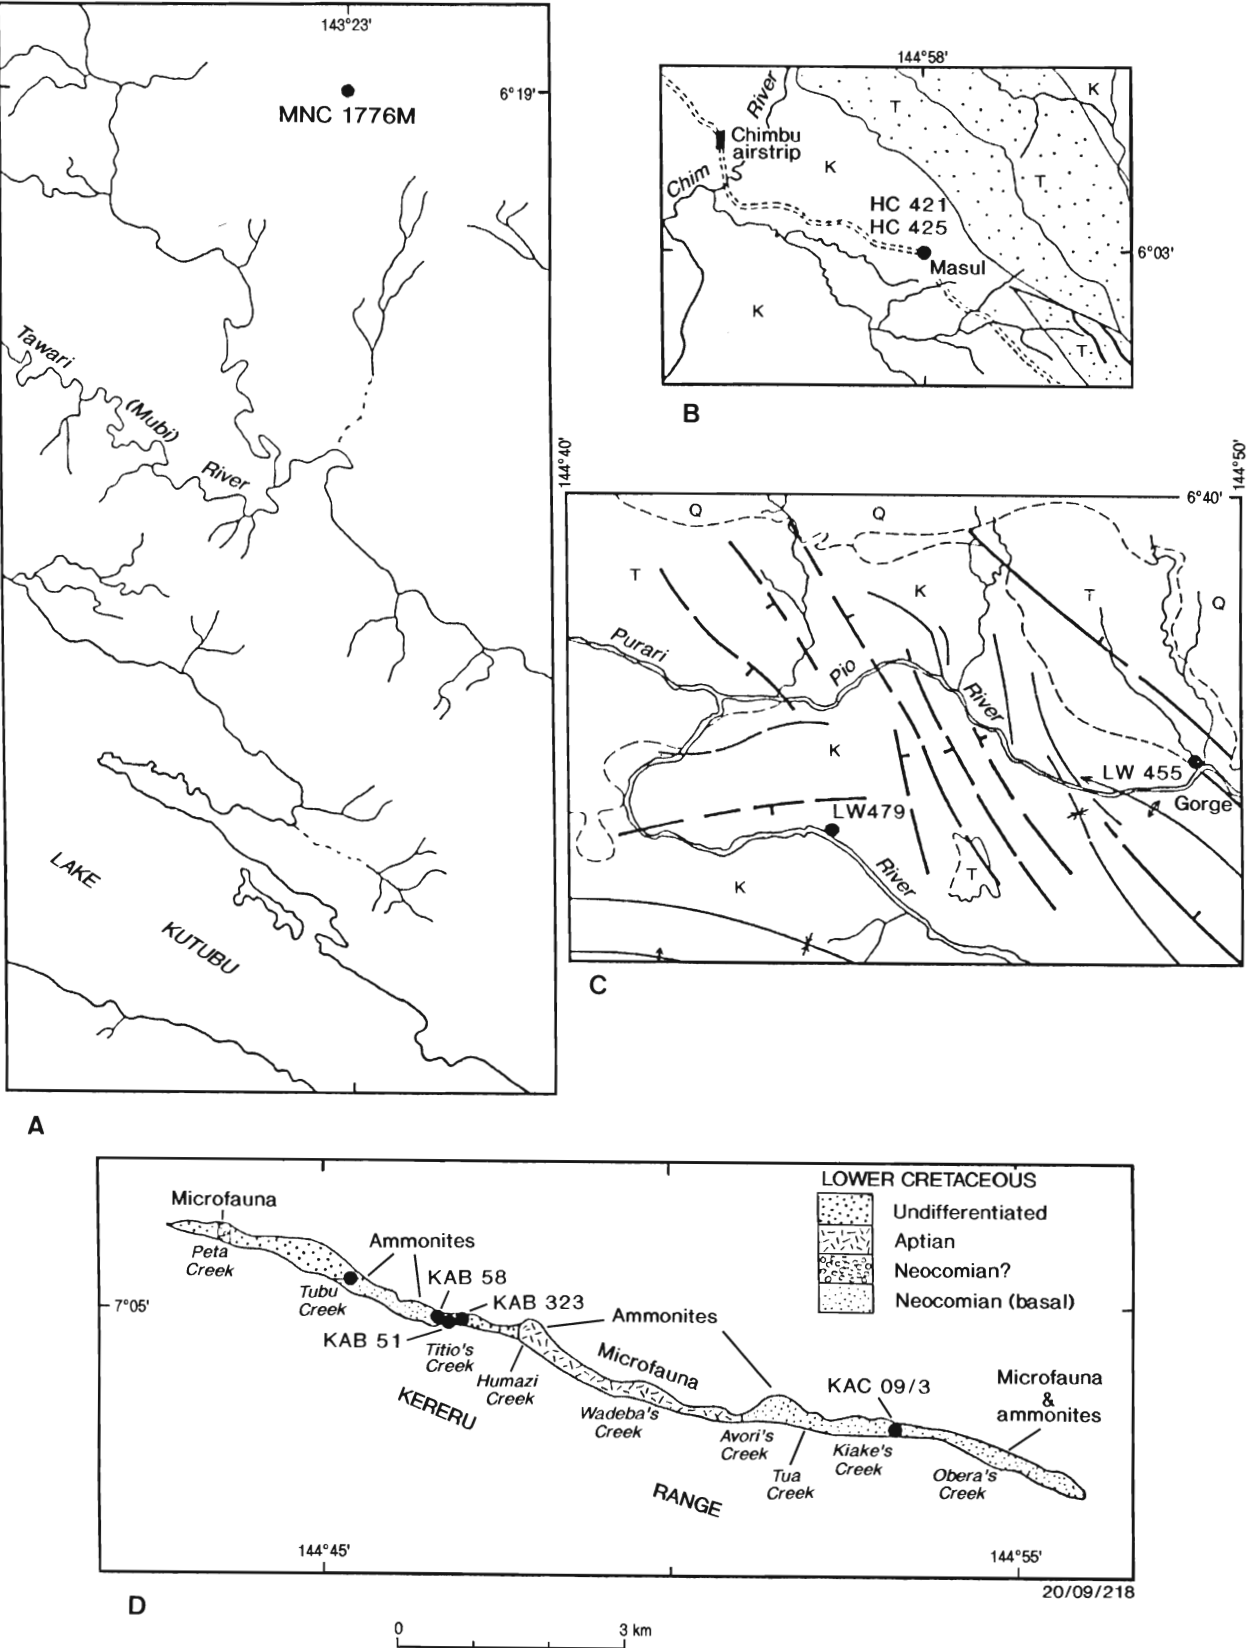 143°23'
6°19'
MNC 1776M
Tawari
(Mubi)
River
LAKE
KUTUBU
A
144°58'
River
K
T
Chimbu
airstrip
K
T
Chim
HC 421
HC 425
6°03'
Masul
K
T
B
144°40'
144°50'
6°40'
Q
Q
T
K
T
Q
Purari
Pio
River
K
LW 455
Gorge
LW479
River
T
K
C
LOWER CRETACEOUS
Undifferentiated
Aptian
Neocomian?
Neocomian (basal)
Microfauna
Peta
Creek
Ammonites
Tubu
Creek
KAB 58
KAB 323
7°05'
KAB 51
Titio's
Creek
Ammonites
Humazi
Creek
Microfauna
KERERU
Wadeba's
Creek
KAC 09/3
Microfauna
&
ammonites
Avori's
Creek
Tua
Creek
Kiake's
Creek
Obera's
Creek
RANGE
144°45'
144°55'
20/09/218
D
0
3 km